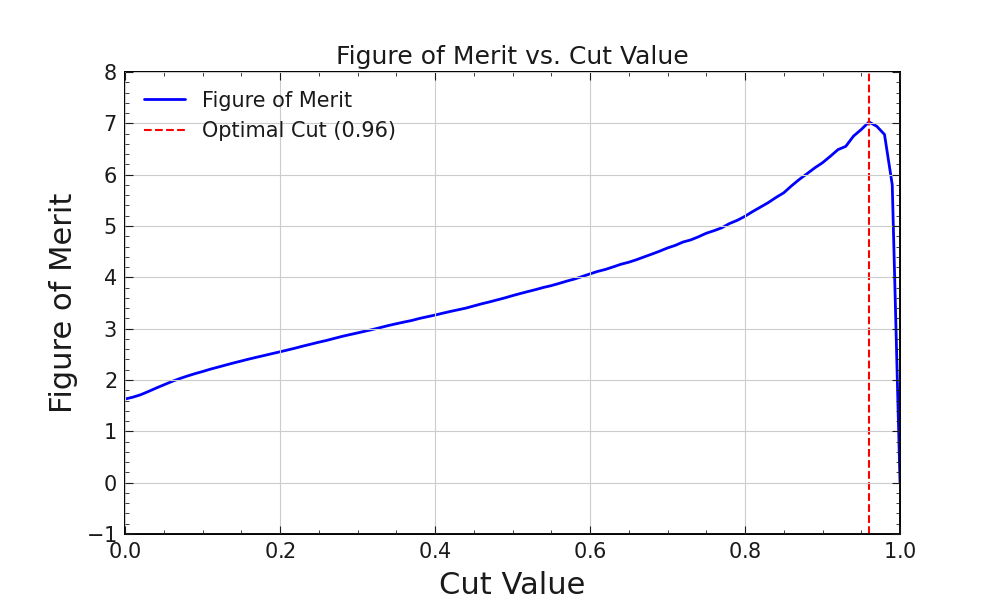 Figure of Merit vs. Cut Value
Figure of Merit
Optimal Cut (0.96)
8
7
6
5
4
3
2
1
0
−1
Figure of Merit
0.0 0.2 0.4 0.6 0.8 1.0
Cut Value